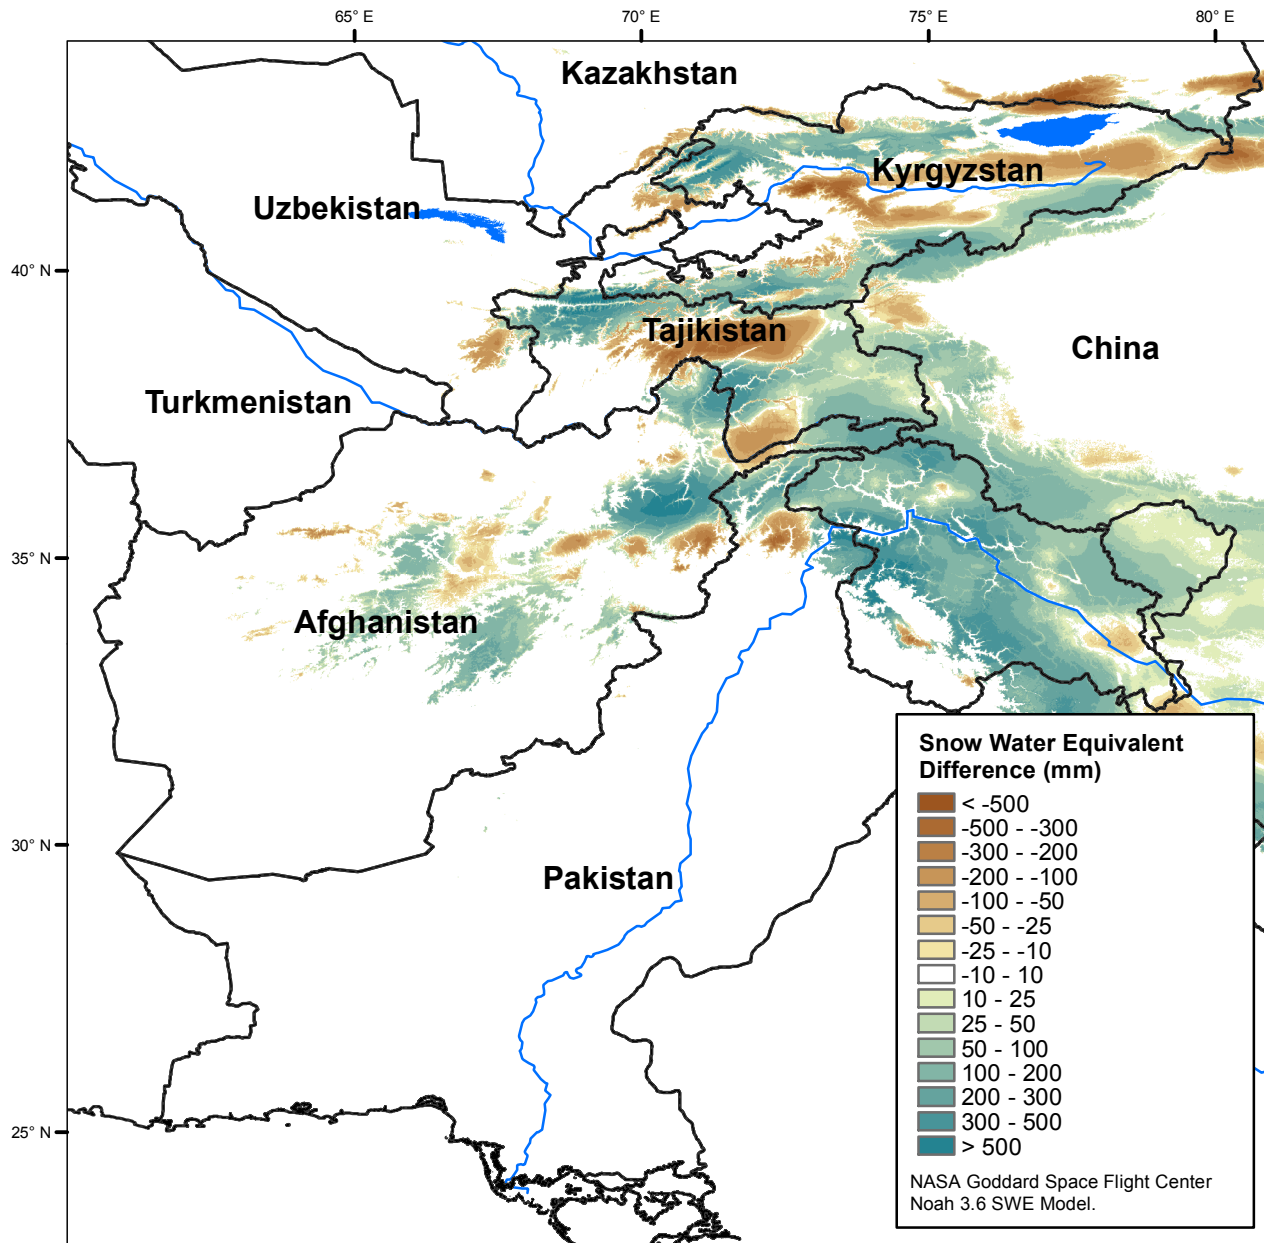 65° E
70° E
75° E
80° E
Kazakhstan
Kyrgyzstan
Uzbekistan
40° N
Tajikistan
China
Turkmenistan
35° N
Afghanistan
Snow Water Equivalent
Difference (mm)
< -500
-500 - -300
-300 - -200
-200 - -100
-100 - -50
-50 - -25
-25 - -10
-10 - 10
10 - 25
25 - 50
50 - 100
100 - 200
200 - 300
300 - 500
> 500
30° N
Pakistan
25° N
NASA Goddard Space Flight Center
Noah 3.6 SWE Model.